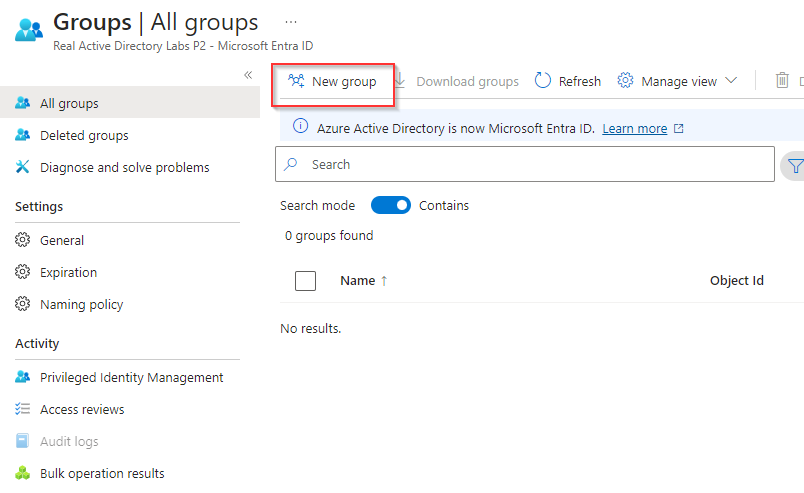 Groups | All groups ...
Real Active Directory Labs P2 - Microsoft Entra ID
«
All groups
Deleted groups
Diagnose and solve problems
Settings
General
Expiration
Naming policy
Activity
Privileged Identity Management
Access reviews
Audit logs
Bulk operation results
New group
Download groups
Refresh
Manage view
Azure Active Directory is now Microsoft Entra ID. Learn more
Search
Search mode Contains
0 groups found
Name ↑ Object Id
No results.